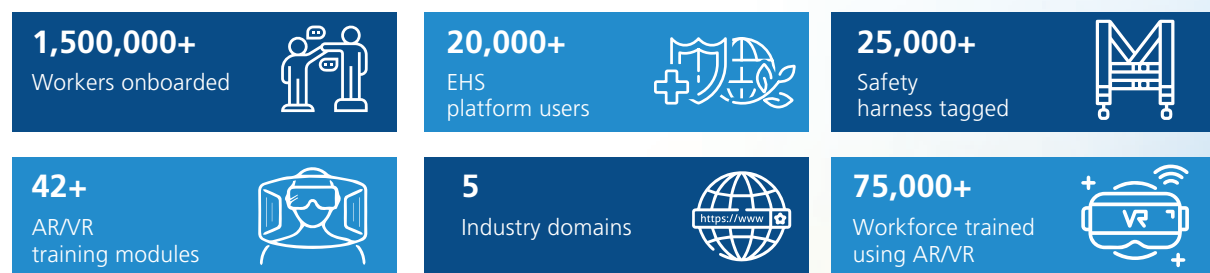 1,500,000+
Workers onboarded
20,000+
EHS
platform users
25,000+
Safety
harness tagged
42+
AR/VR
training modules
5
Industry domains
https://www
75,000+
Workforce trained
using AR/VR
VR